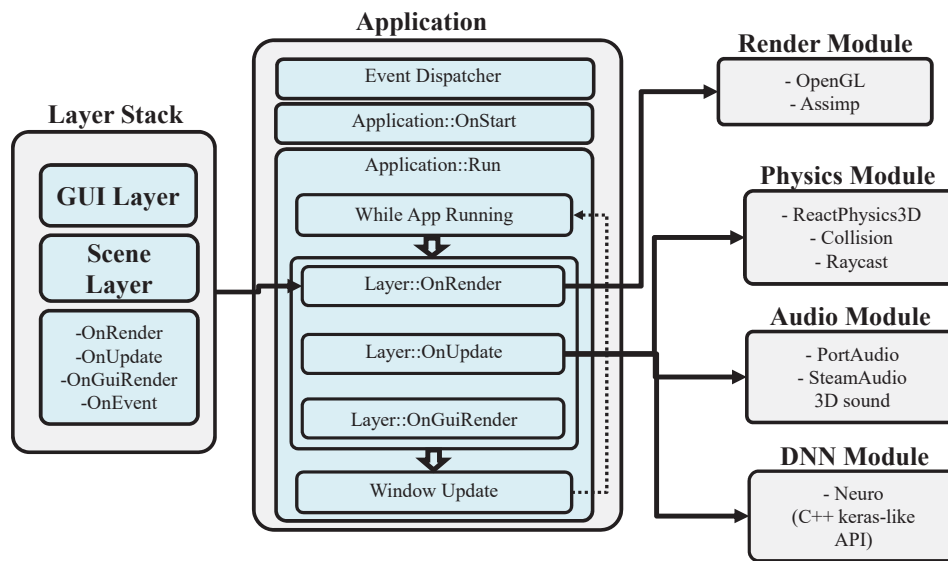 Application
Event Dispatcher
Application::OnStart
Application::Run
While App Running
Layer::OnRender
Layer::OnUpdate
Layer::OnGuiRender
Window Update
Layer Stack
GUI Layer
Scene
Layer
-OnRender
-OnUpdate
-OnGuiRender
-OnEvent
Render Module
- OpenGL
- Assimp
Physics Module
- ReactPhysics3D
- Collision
- Raycast
Audio Module
- PortAudio
- SteamAudio
3D sound
DNN Module
- Neuro
(C++ keras-like
API)